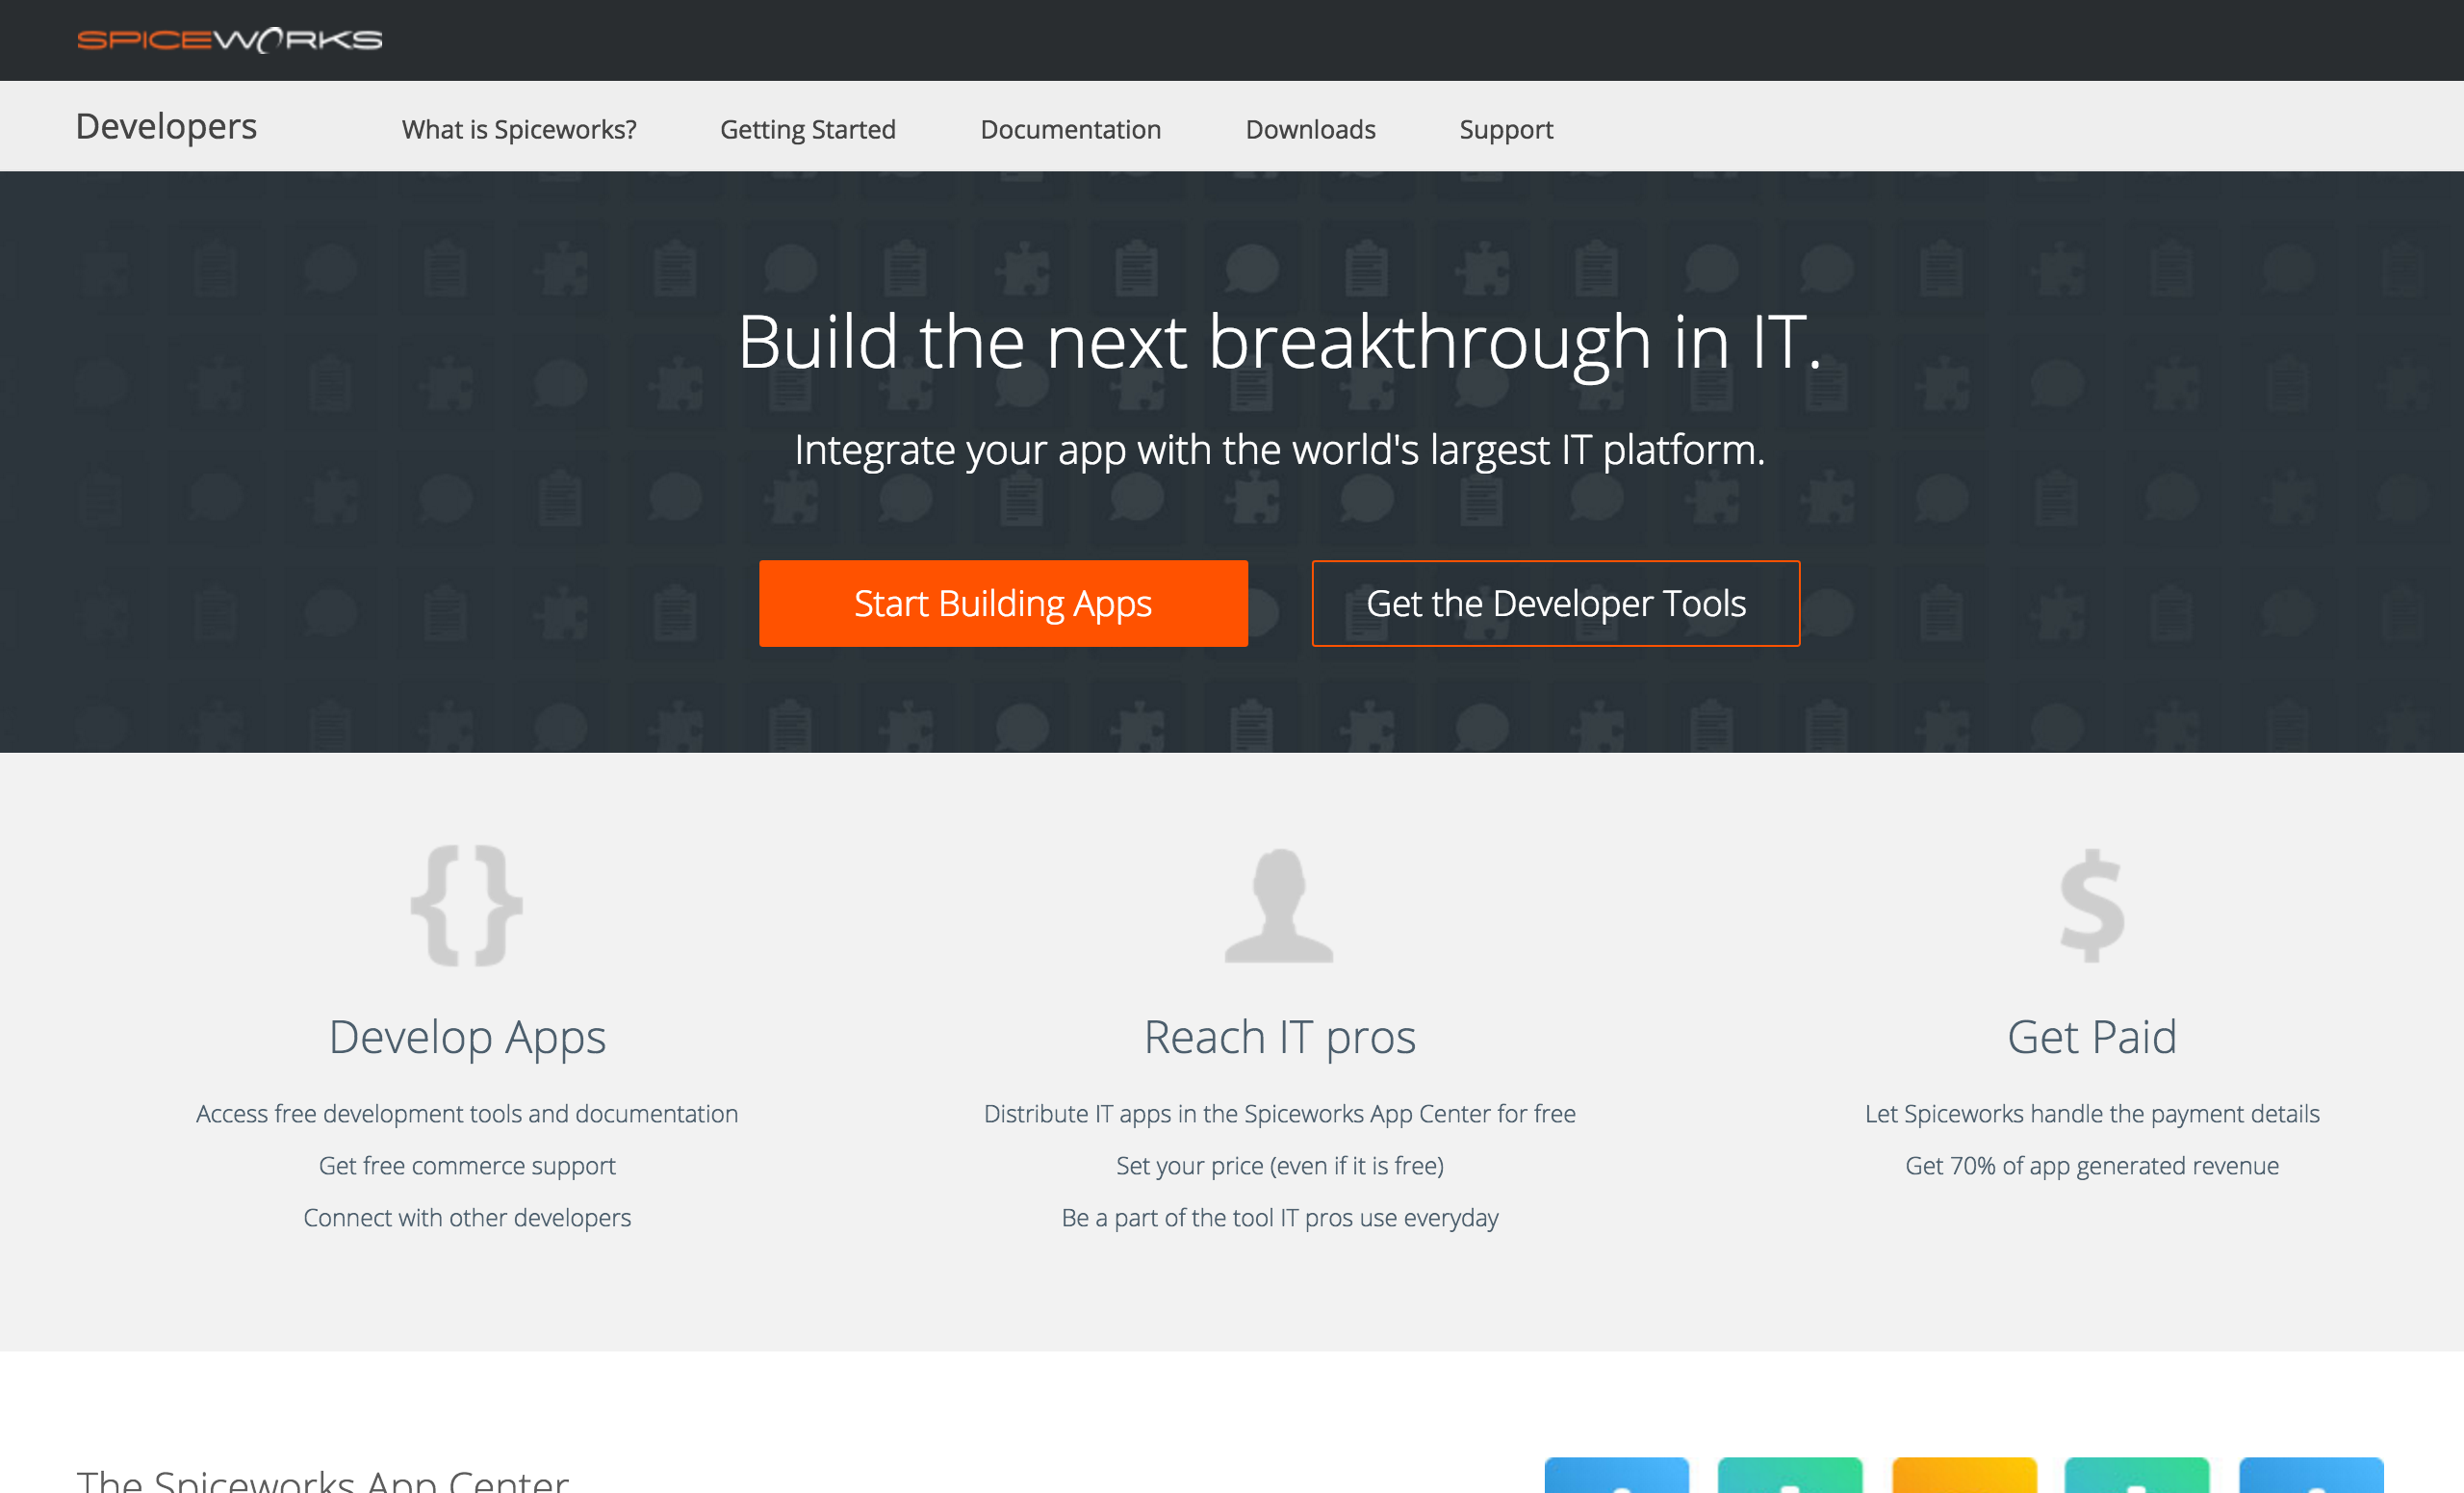 SPICEWORKS
Developers What is Spiceworks? Getting Started Documentation Downloads Support
Build the next breakthrough in IT.
Integrate your app with the world's largest IT platform.
Start Building Apps Get the Developer Tools
{}
$
Develop Apps
Access free development tools and documentation
Get free commerce support
Connect with other developers
Reach IT pros
Distribute IT apps in the Spiceworks App Center for free
Set your price (even if it is free)
Be a part of the tool IT pros use everyday
Get Paid
Let Spiceworks handle the payment details
Get 70% of app generated revenue
The Spiceworks App Center